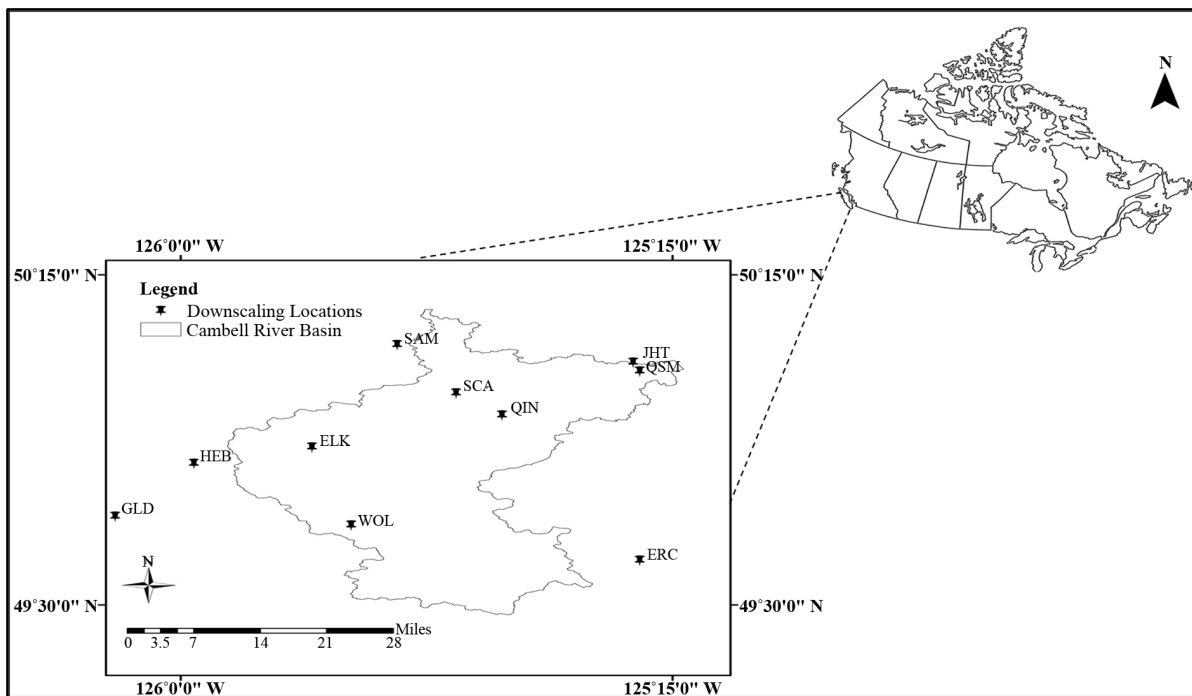 N
126°0'0" W 125°15'0" W
50°15'0" N 50°15'0" N
Legend
Downscaling Locations
Cambell River Basin
SAM
JHT
QSM
SCA
QIN
ELK
HEB
GLD
WOL
ERC
N
49°30'0" N 49°30'0" N
Miles
0 3.5 7 14 21 28
126°0'0" W 125°15'0" W